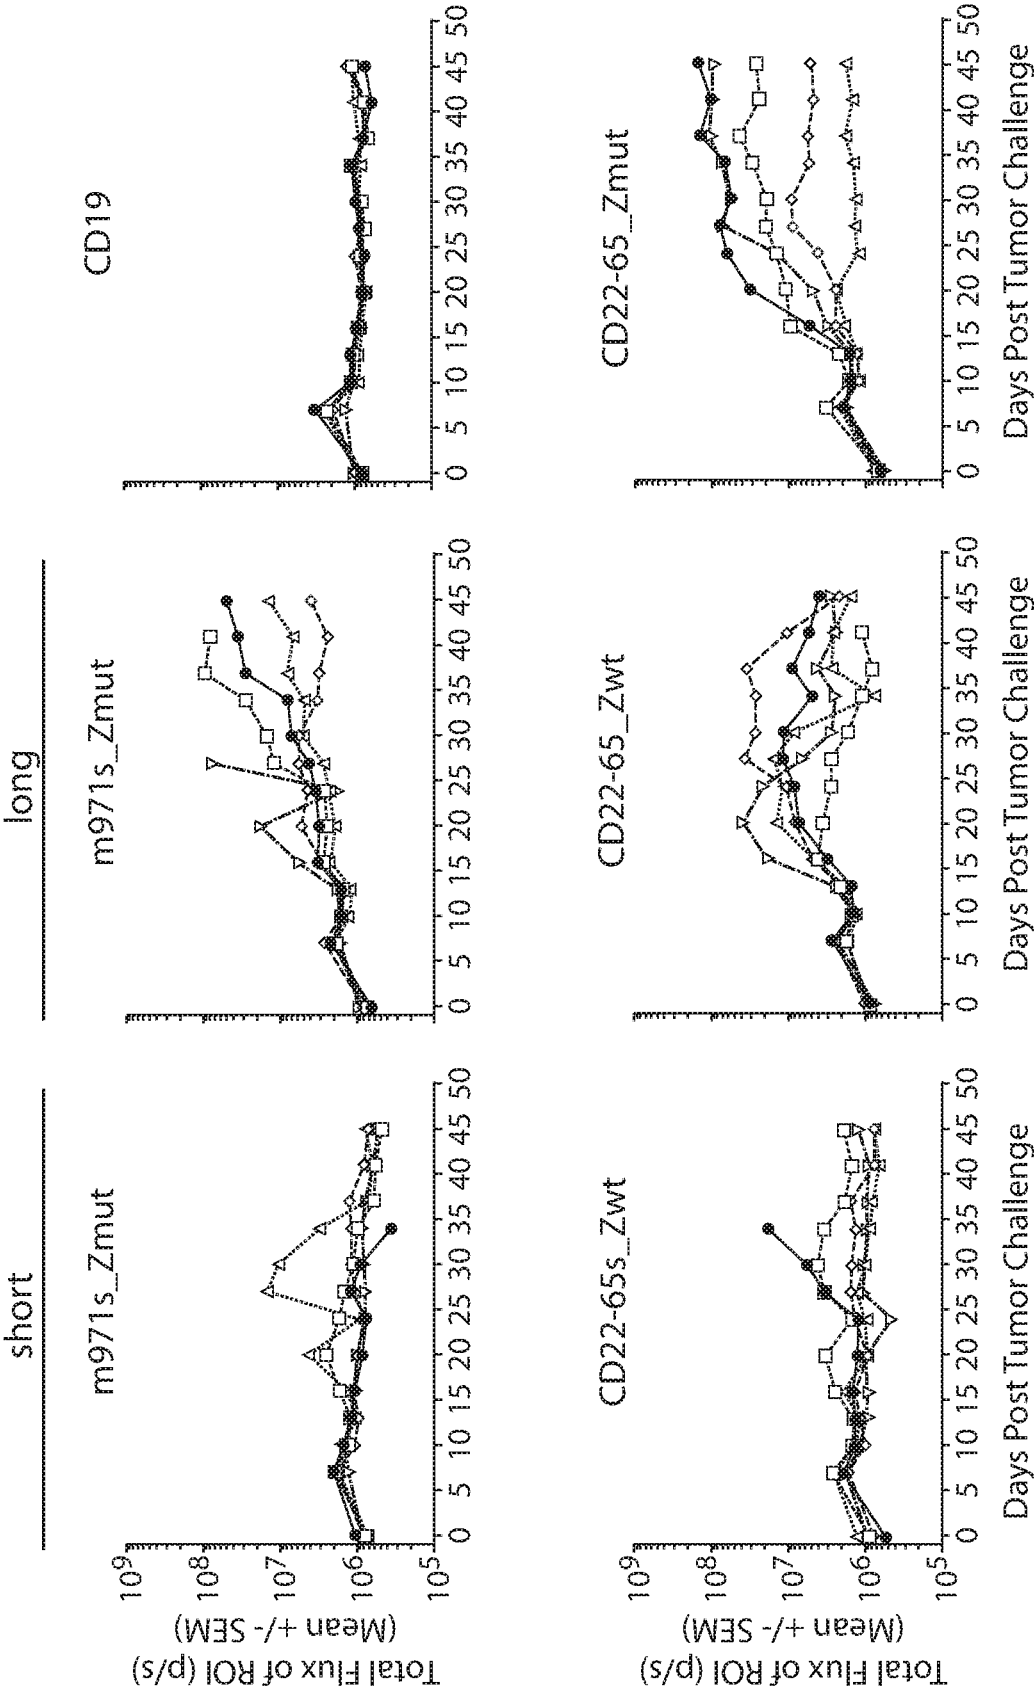 short
long
m971s_Zmut
m971s_Zmut
CD19
Total Flux of ROI (p/s)
(Mean +/- SEM)
10⁹
10⁸
10⁷
10⁶
10⁵
0 5 10 15 20 25 30 35 40 45 50
0 5 10 15 20 25 30 35 40 45 50
0 5 10 15 20 25 30 35 40 45 50
CD22-65s_Zwt
CD22-65_Zwt
CD22-65_Zmut
Total Flux of ROI (p/s)
(Mean +/- SEM)
10⁹
10⁸
10⁷
10⁶
10⁵
0 5 10 15 20 25 30 35 40 45 50
0 5 10 15 20 25 30 35 40 45 50
0 5 10 15 20 25 30 35 40 45 50
Days Post Tumor Challenge
Days Post Tumor Challenge
Days Post Tumor Challenge